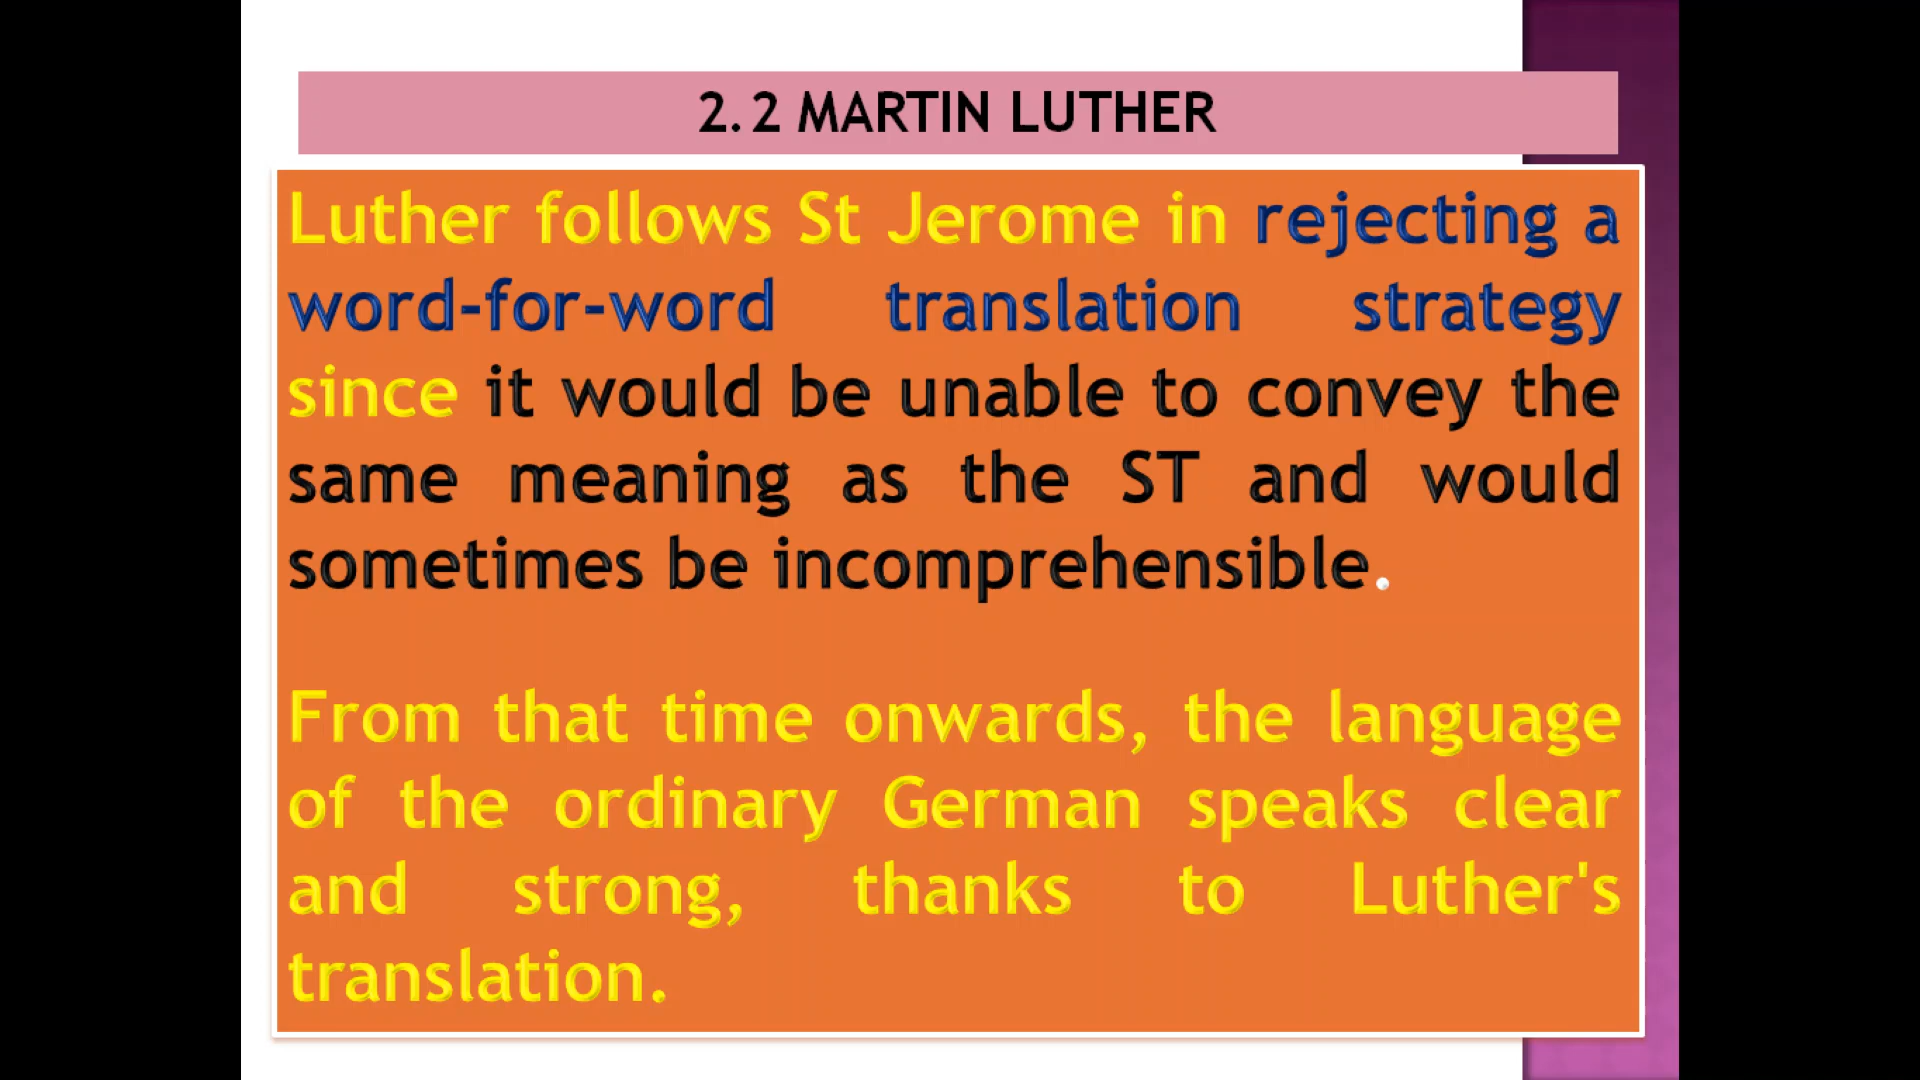 2.2 MARTIN LUTHER
Luther follows St Jerome in rejecting a
word-for-word translation strategy
since it would be unable to convey the
same meaning as the ST and would
sometimes be incomprehensible.
From that time onwards, the language
of the ordinary German speaks clear
and strong, thanks to Luther's
translation.